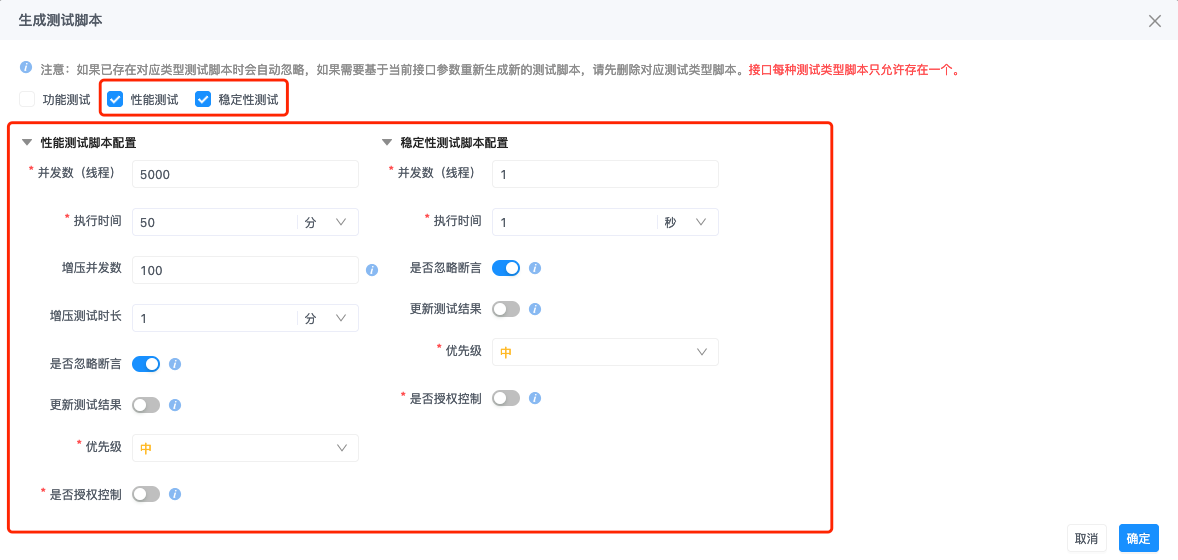 生成测试脚本
注意：如果已存在对应类型测试脚本时会自动忽略，如果需要基于当前接口参数重新生成新的测试脚本，请先删除对应测试类型脚本。接口每种测试类型脚本只允许存在一个。
功能测试 性能测试 稳定性测试
性能测试脚本配置
* 并发数（线程） 5000
* 执行时间 50 分
增压并发数 100
增压测试时长 1 分
是否忽略断言
更新测试结果
* 优先级 中
* 是否授权控制
稳定性测试脚本配置
* 并发数（线程） 1
* 执行时间 1 秒
是否忽略断言
更新测试结果
* 优先级 中
* 是否授权控制
取消 确定